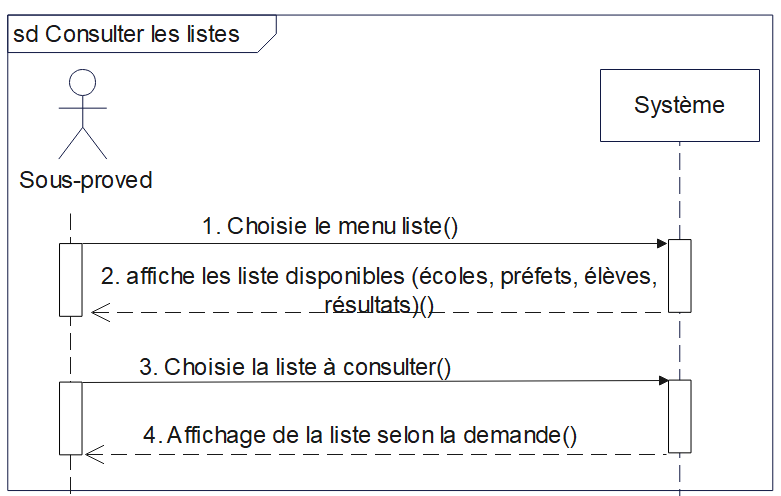 sd Consulter les listes
Système
Sous-proved
1. Choisie le menu liste()
2. affiche les liste disponibles (écoles, préfets, élèves,
résultats)()
3. Choisie la liste à consulter()
4. Affichage de la liste selon la demande()